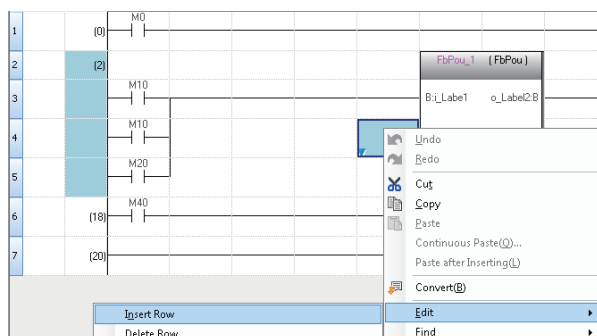 M0
1 (0)
2 (2) FbPou_1 (FbPou)
M10
3 B:i_Label1 o_Label2:B
M10
4 Undo
Redo
M20
5 Cut
Copy
M40
6 (18) Paste
Continuous Paste(O)...
7 (20) Paste after Inserting(L)
Convert(B)
Insert Row Edit
Delete Row Find